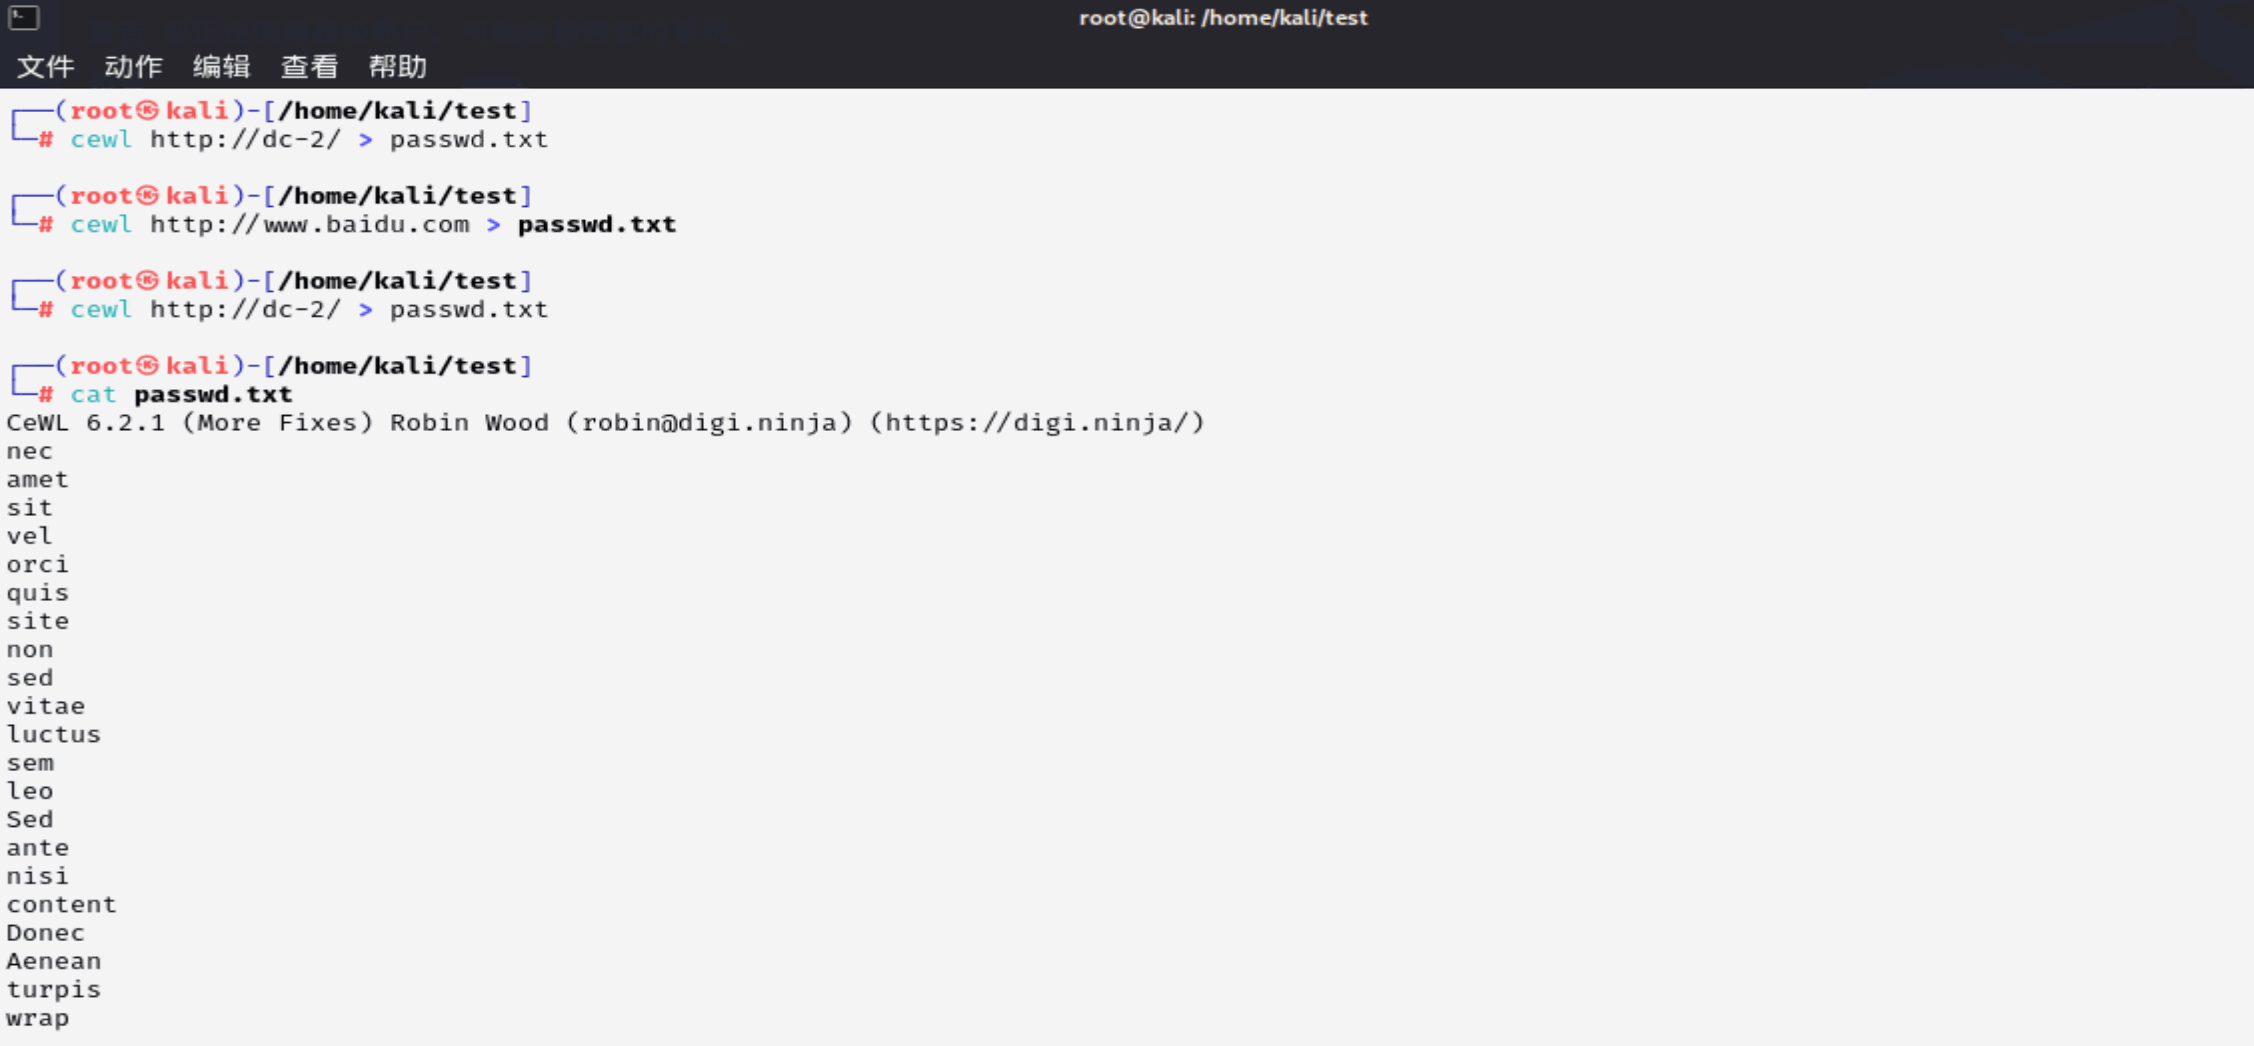 root@kali: /home/kali/test
文件 动作 编辑 查看 帮助
┌──(root㉿kali)-[/home/kali/test]
└─# cewl http://dc-2/ > passwd.txt
┌──(root㉿kali)-[/home/kali/test]
└─# cewl http://www.baidu.com > passwd.txt
┌──(root㉿kali)-[/home/kali/test]
└─# cewl http://dc-2/ > passwd.txt
┌──(root㉿kali)-[/home/kali/test]
└─# cat passwd.txt
CeWL 6.2.1 (More Fixes) Robin Wood (robin@digi.ninja) (https://digi.ninja/)
nec
amet
sit
vel
orci
quis
site
non
sed
vitae
luctus
sem
leo
Sed
ante
nisi
content
Donec
Aenean
turpis
wrap